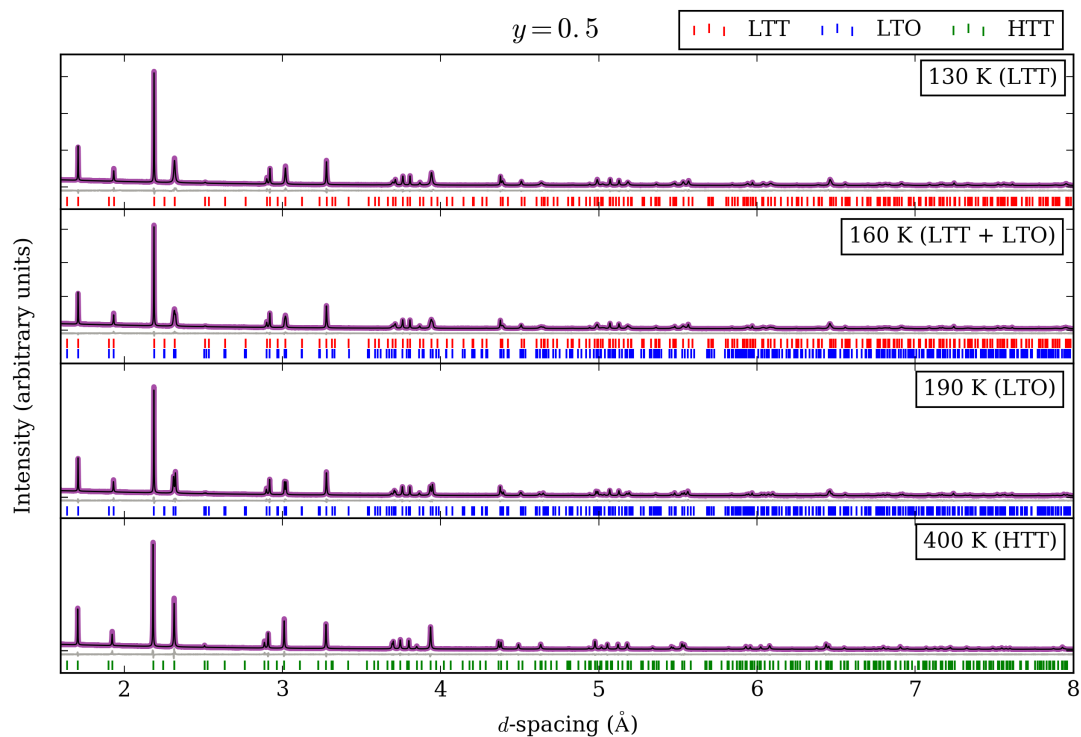 y = 0.5
LTT LTO HTT
130 K (LTT)
160 K (LTT + LTO)
190 K (LTO)
400 K (HTT)
Intensity (arbitrary units)
2 3 4 5 6 7 8
d-spacing (Å)